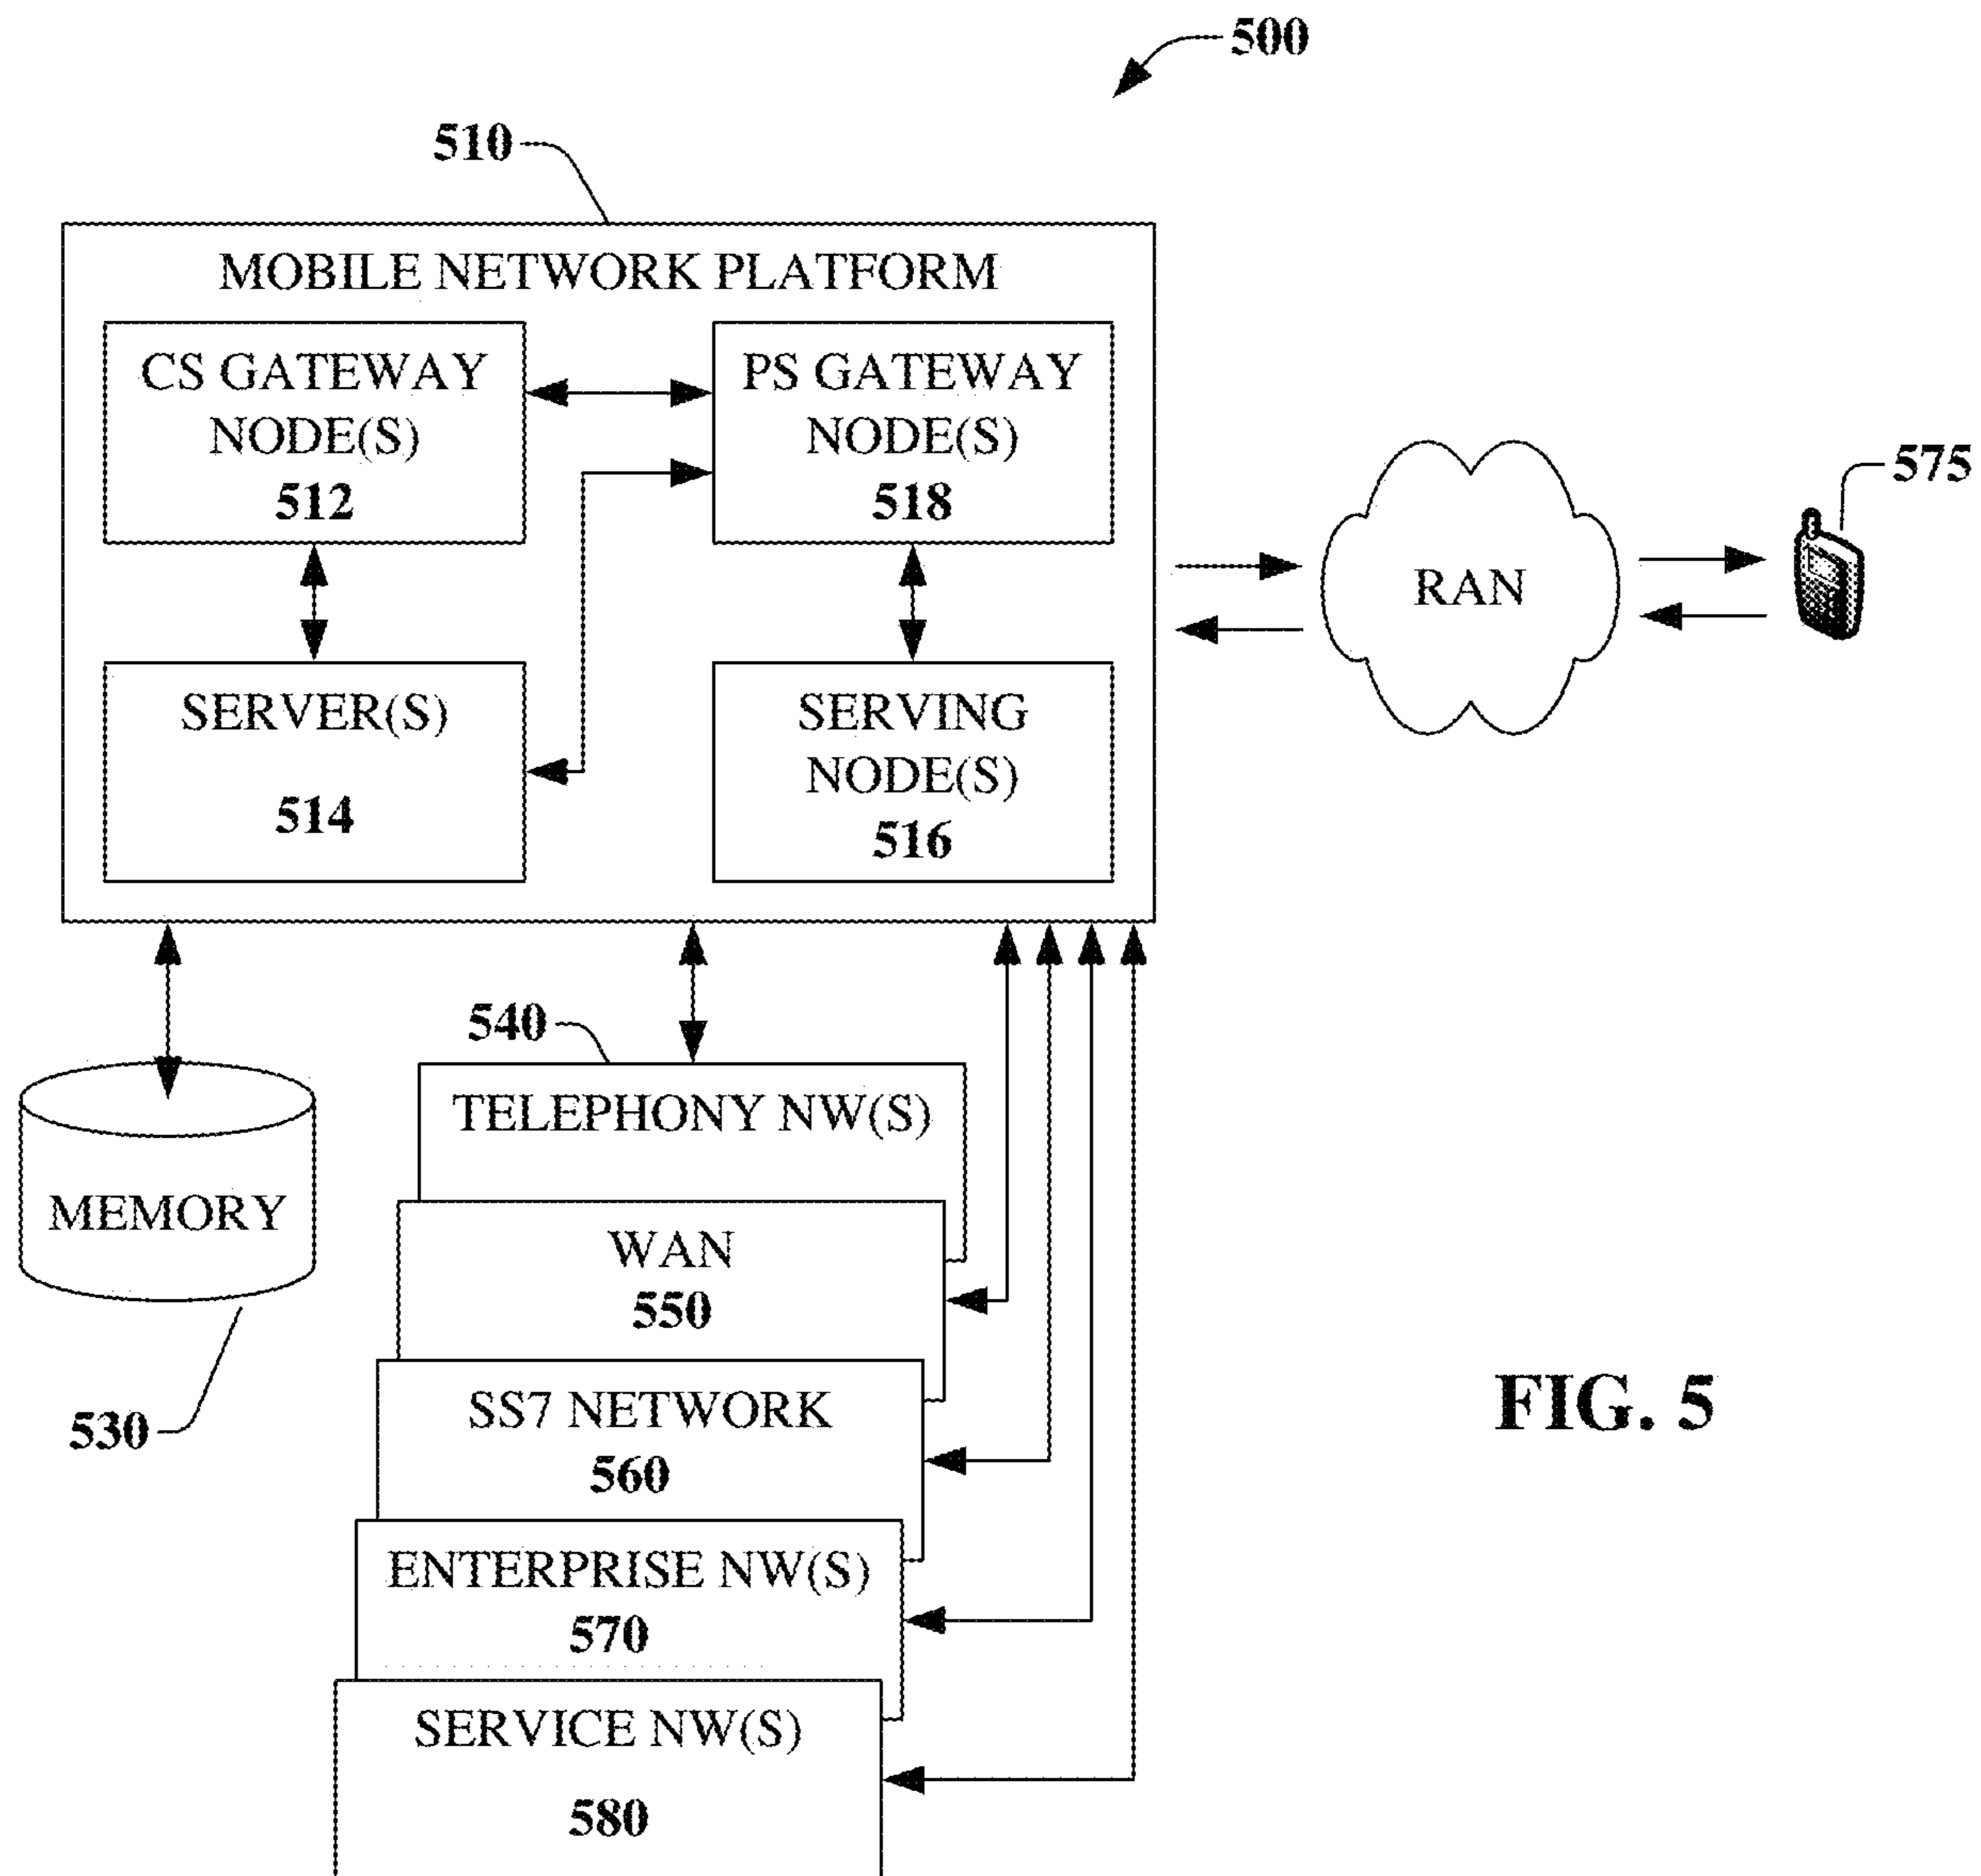 500
510
MOBILE NETWORK PLATFORM
CS GATEWAY
NODE(S)
512
PS GATEWAY
NODE(S)
518
SERVER(S)
514
SERVING
NODE(S)
516
RAN
575
540
TELEPHONY NW(S)
MEMORY
530
WAN
550
SS7 NETWORK
560
ENTERPRISE NW(S)
570
SERVICE NW(S)
580
FIG. 5